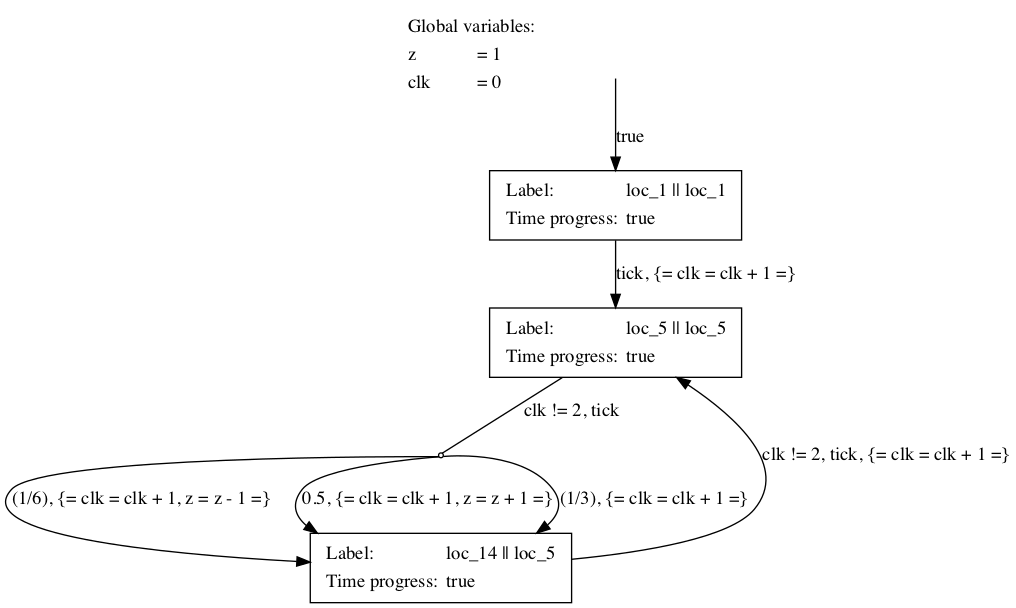 Global variables:
z = 1
clk = 0
true
Label: loc_1 || loc_1
Time progress: true
tick, {= clk = clk + 1 =}
Label: loc_5 || loc_5
Time progress: true
clk != 2, tick
clk != 2, tick, {= clk = clk + 1 =}
(1/6), {= clk = clk + 1, z = z - 1 =}
0.5, {= clk = clk + 1, z = z + 1 =}
(1/3), {= clk = clk + 1 =}
Label: loc_14 || loc_5
Time progress: true